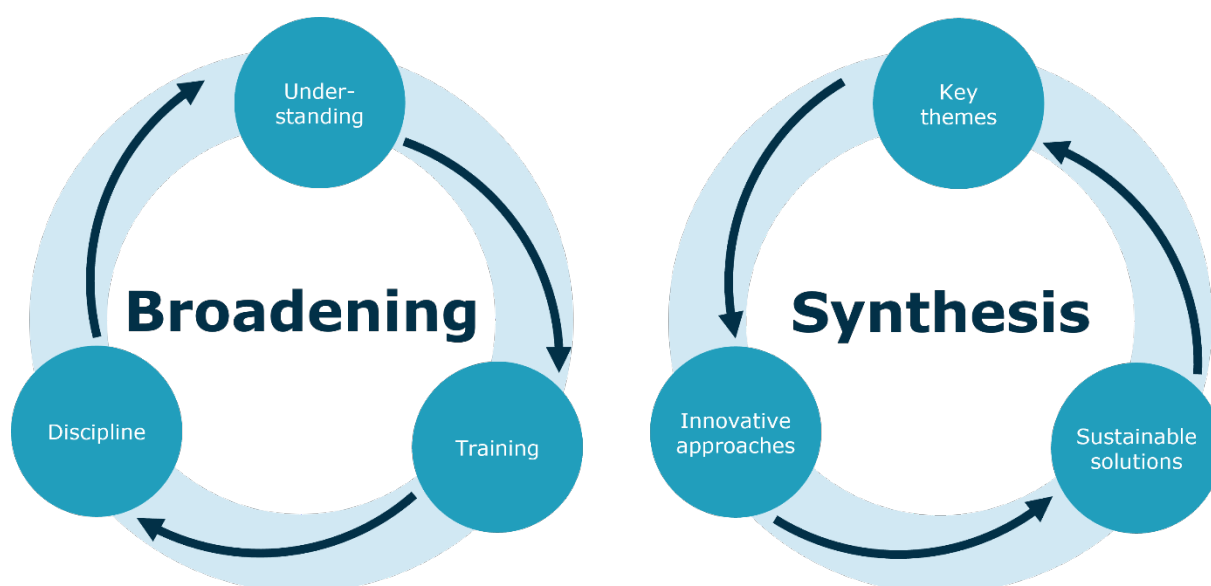 Under-
standing
Broadening
Discipline
Training
Key
themes
Synthesis
Innovative
approaches
Sustainable
solutions